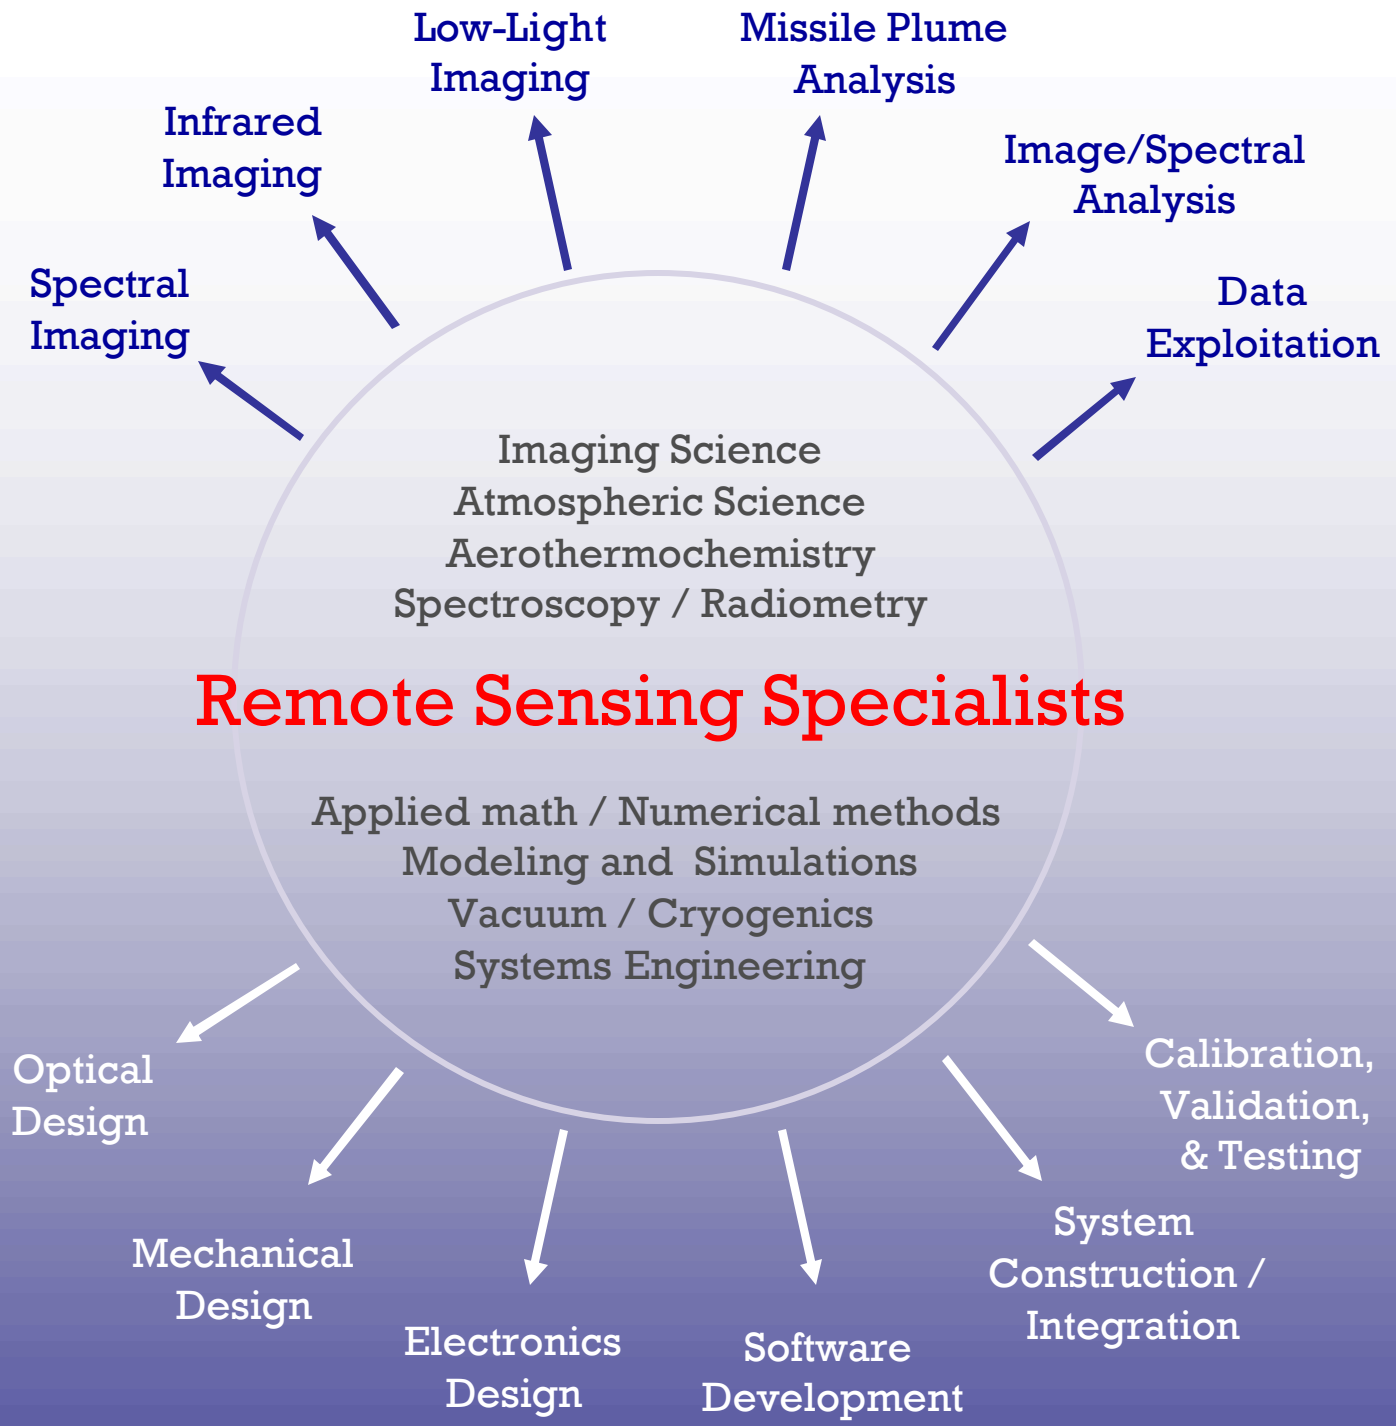 Low-Light
Imaging
Missile Plume
Analysis
Infrared
Imaging
Image/Spectral
Analysis
Spectral
Imaging
Data
Exploitation
Imaging Science
Atmospheric Science
Aerothermochemistry
Spectroscopy / Radiometry
Remote Sensing Specialists
Applied math / Numerical methods
Modeling and Simulations
Vacuum / Cryogenics
Systems Engineering
Optical
Design
Calibration,
Validation,
& Testing
Mechanical
Design
System
Construction /
Integration
Electronics
Design
Software
Development